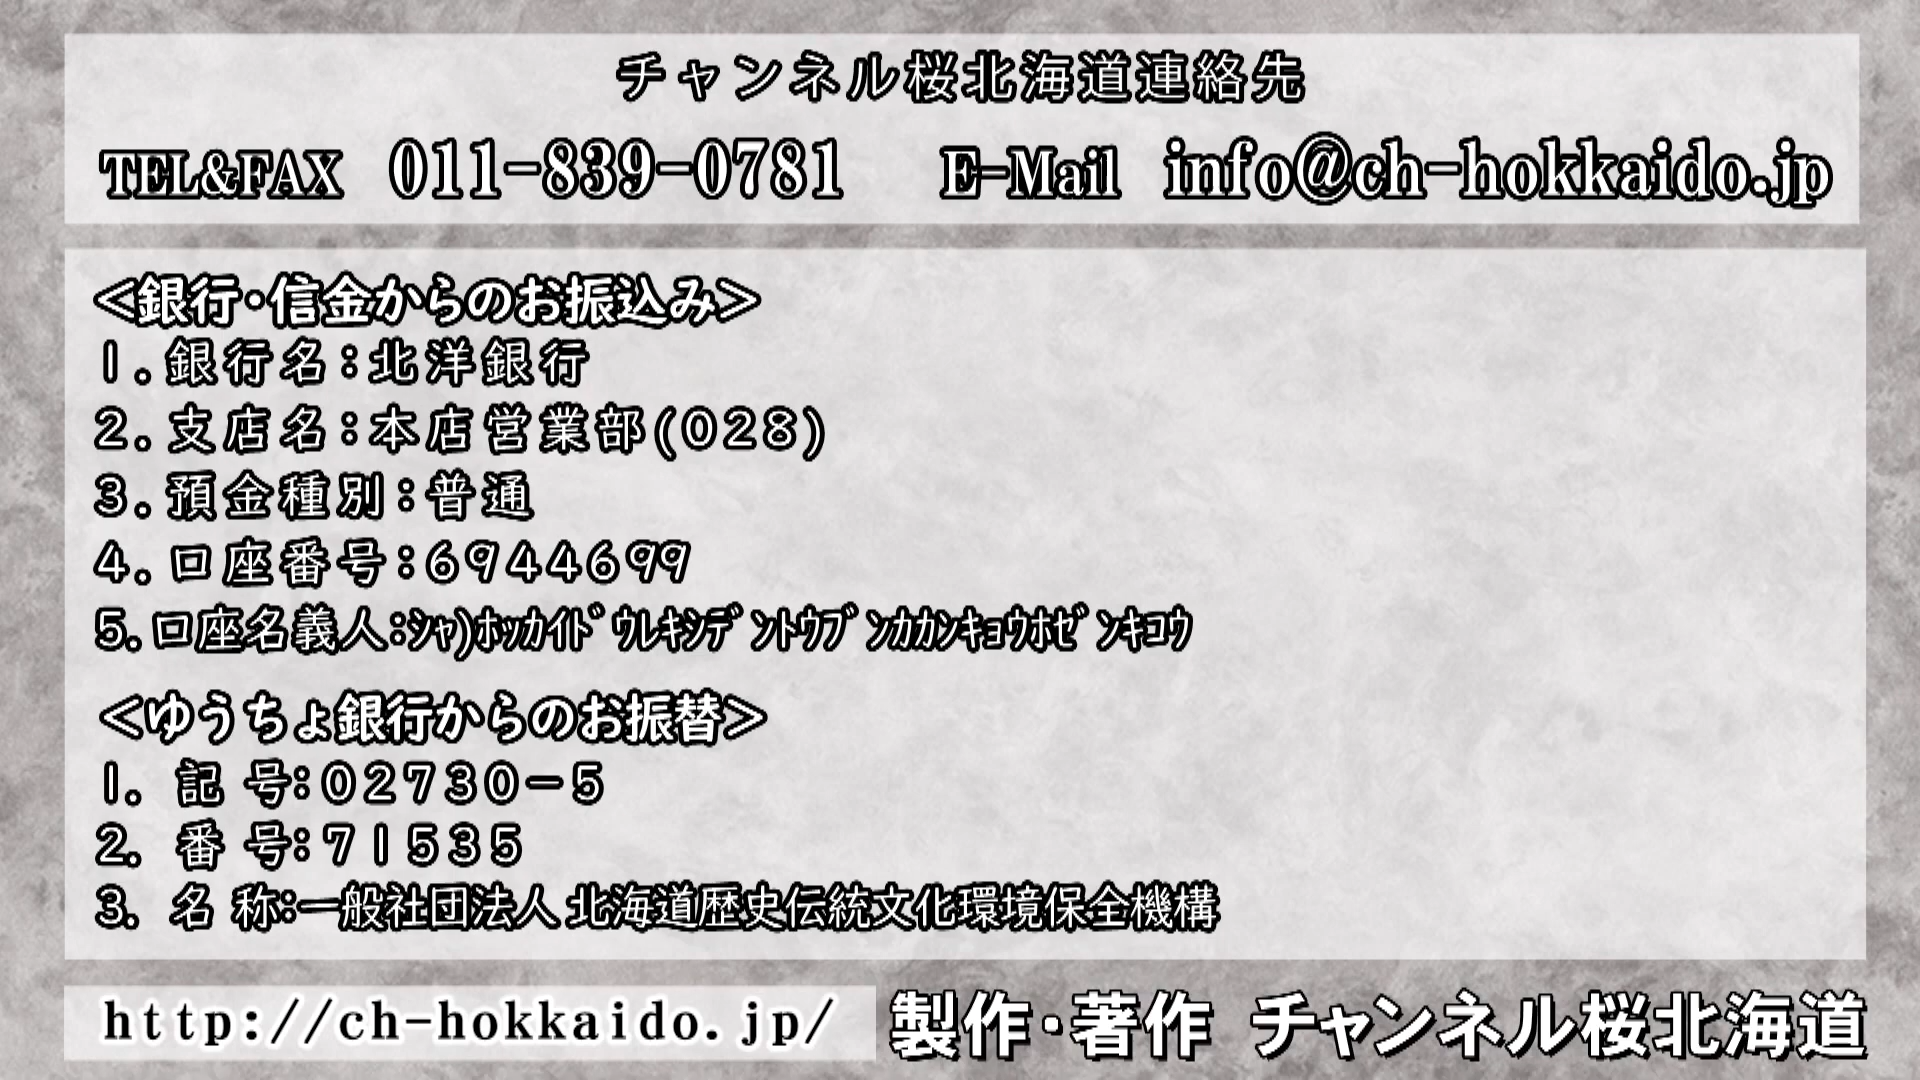 チャンネル桜北海道連絡先
TEL&FAX 011-839-0781 E-Mail info@ch-hokkaido.jp
＜銀行・信金からのお振込み＞
1.銀行名:北洋銀行
2.支店名:本店営業部(028)
3.預金種別:普通
4.口座番号:6944699
5.口座名義人:ｼｬ)ﾎｯｶｲﾄﾞｳﾚｷｼﾃﾞﾝﾄｳﾌﾞﾝｶｶﾝｷｮｳﾎｾﾞﾝｷｺｳ
＜ゆうちょ銀行からのお振替＞
1. 記 号:02730－5
2. 番 号:71535
3. 名 称:一般社団法人 北海道歴史伝統文化環境保全機構
http://ch-hokkaido.jp/ 製作・著作 チャンネル桜北海道